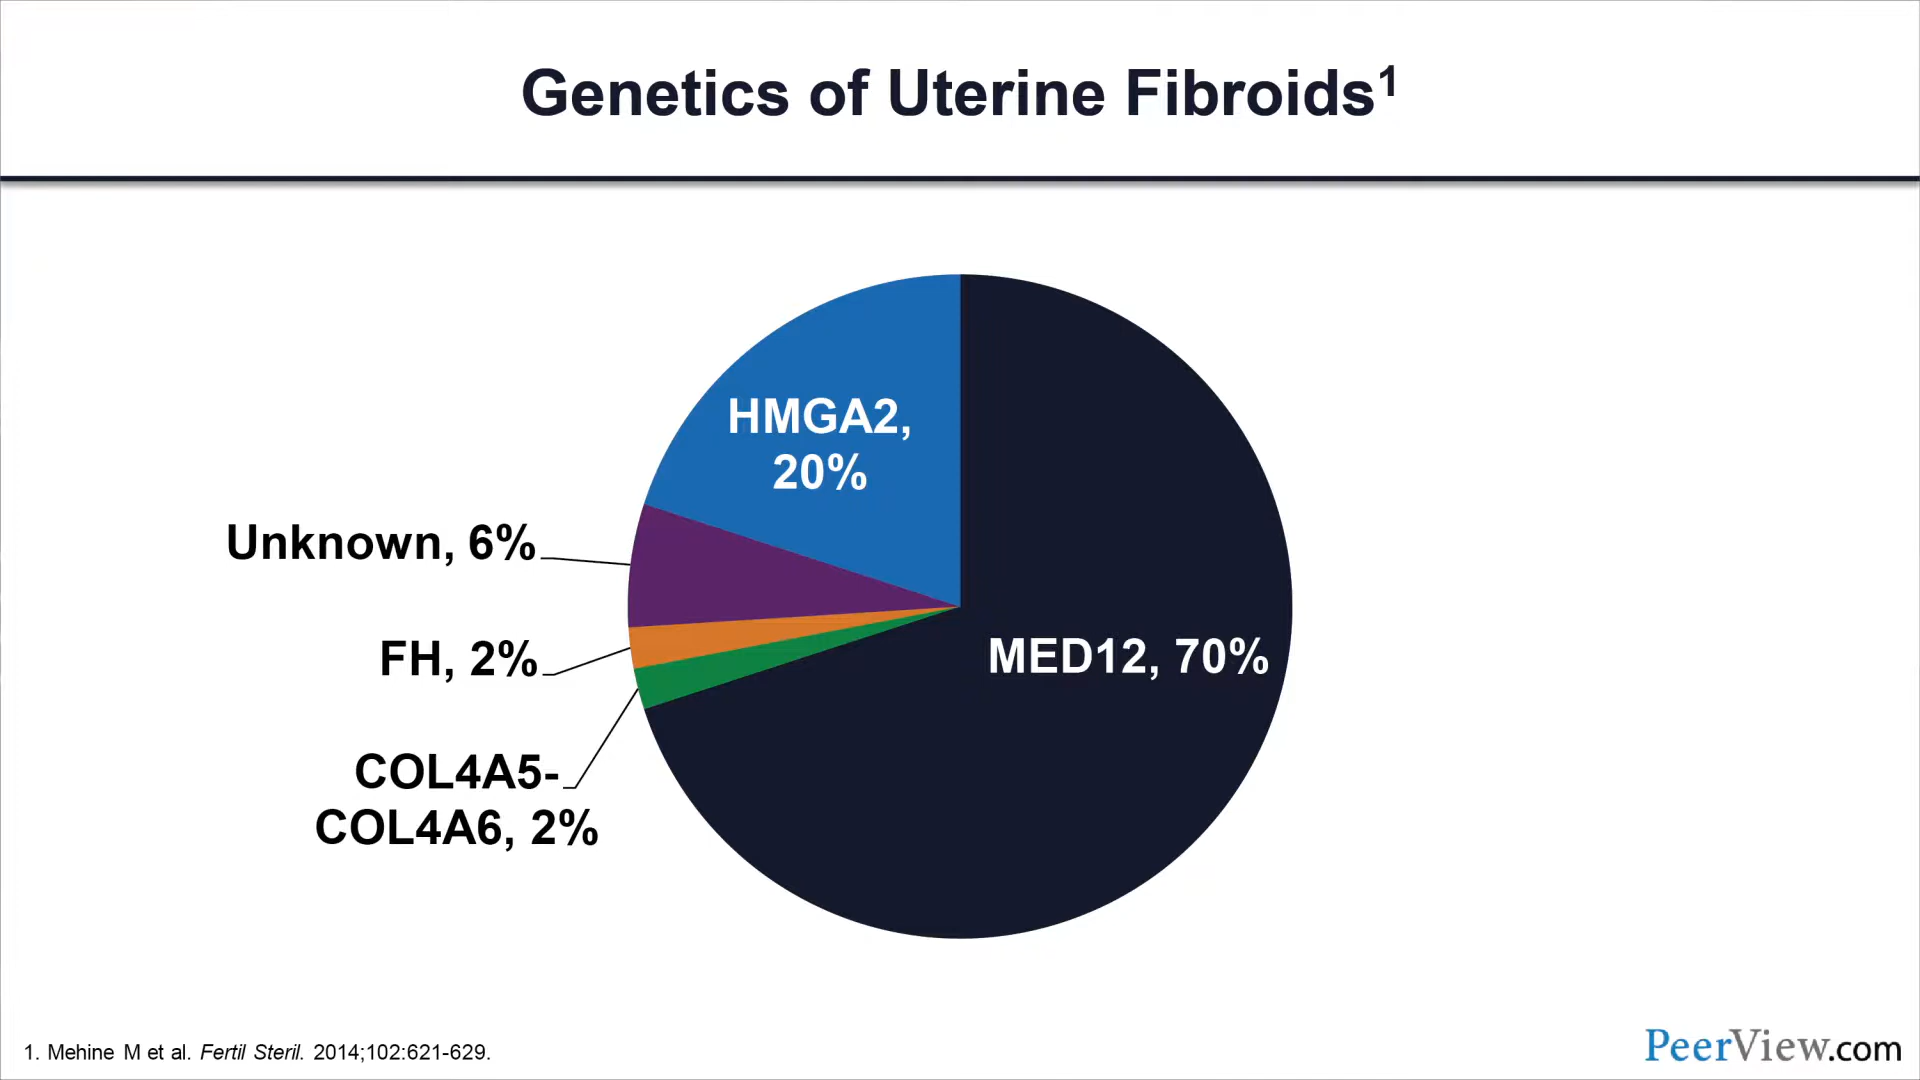 Genetics of Uterine Fibroids¹
HMGA2,
20%
Unknown, 6%
FH, 2%
MED12, 70%
COL4A5-
COL4A6, 2%
1. Mehine M et al. Fertil Steril. 2014;102:621-629.
PeerView.com